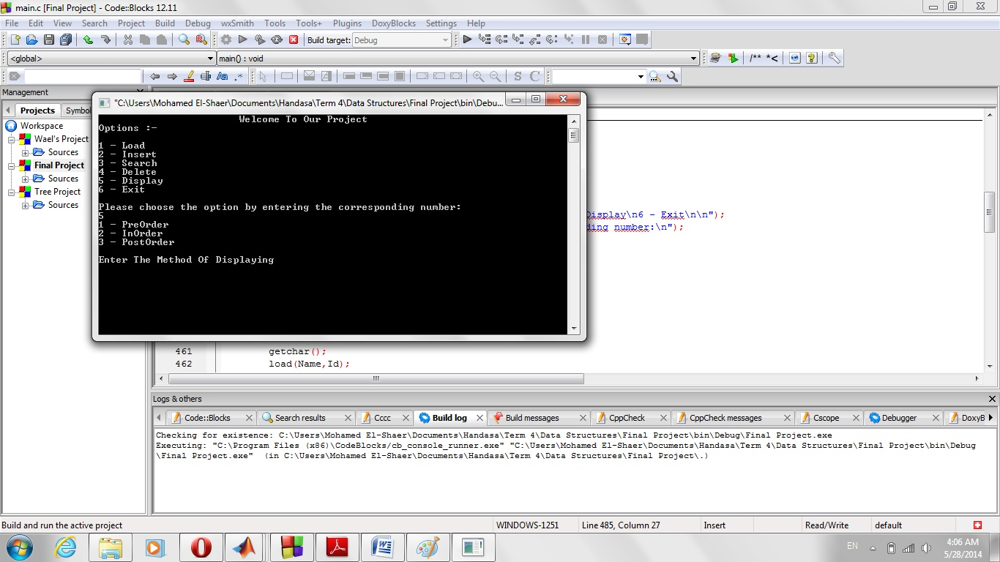 main.c [Final Project] - Code::Blocks 12.11
File Edit View Search Project Build Debug wxSmith Tools Tools+ Plugins DoxyBlocks Settings Help
Build target: Debug
<global> main() : void
/** *<
S C
Management
Projects Symbol
Workspace
Wael's Project
Sources
Final Project
Sources
Tree Project
Sources
"C:\Users\Mohamed El-Shaer\Documents\Handasa\Term 4\Data Structures\Final Project\bin\Debu...
Welcome To Our Project
Options :-
1 - Load
2 - Insert
3 - Search
4 - Delete
5 - Display
6 - Exit
Please choose the option by entering the corresponding number:
5
1 - PreOrder
2 - InOrder
3 - PostOrder
Enter The Method Of Displaying
Display\n6 - Exit\n\n");
ding number:\n");
461 getchar();
462 load(Name,Id);
Logs & others
Code::Blocks Search results Cccc Build log Build messages CppCheck CppCheck messages Cscope Debugger DoxyB
Checking for existence: C:\Users\Mohamed El-Shaer\Documents\Handasa\Term 4\Data Structures\Final Project\bin\Debug\Final Project.exe
Executing: "C:\Program Files (x86)\CodeBlocks/cb_console_runner.exe" "C:\Users\Mohamed El-Shaer\Documents\Handasa\Term 4\Data Structures\Final Project\bin\Debug
\Final Project.exe"  (in C:\Users\Mohamed El-Shaer\Documents\Handasa\Term 4\Data Structures\Final Project\.)
Build and run the active project WINDOWS-1251 Line 485, Column 27 Insert Read/Write default
EN 4:06 AM
5/28/2014